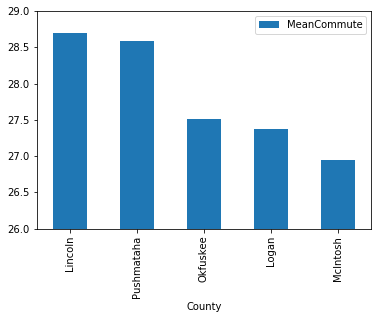 29.0
28.5
28.0
27.5
27.0
26.5
26.0
MeanCommute
Lincoln
Pushmataha
Okfuskee
Logan
McIntosh
County